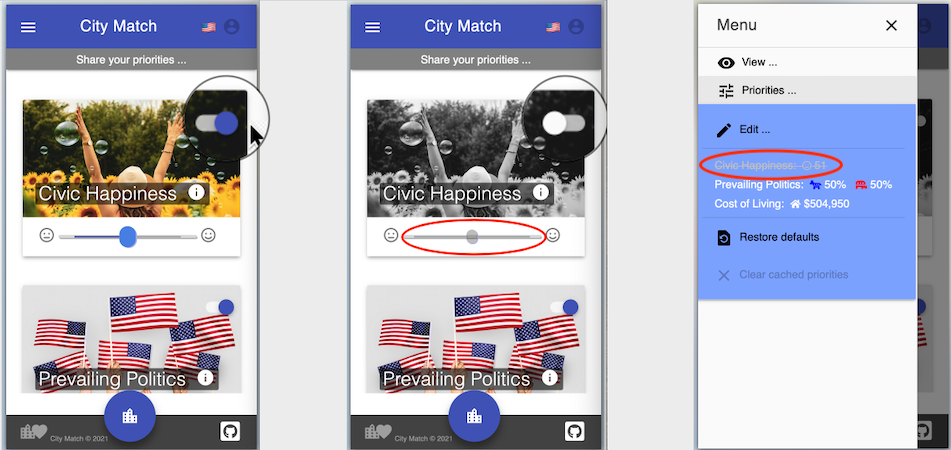 City Match
Share your priorities ...
Civic Happiness
Prevailing Politics
City Match © 2021
City Match
Share your priorities ...
Civic Happiness
Prevailing Politics
City Match © 2021
Menu
View ...
Priorities ...
Edit ...
Civic Happiness: 51
Prevailing Politics: 50% 50%
Cost of Living: $504,950
Restore defaults
Clear cached priorities